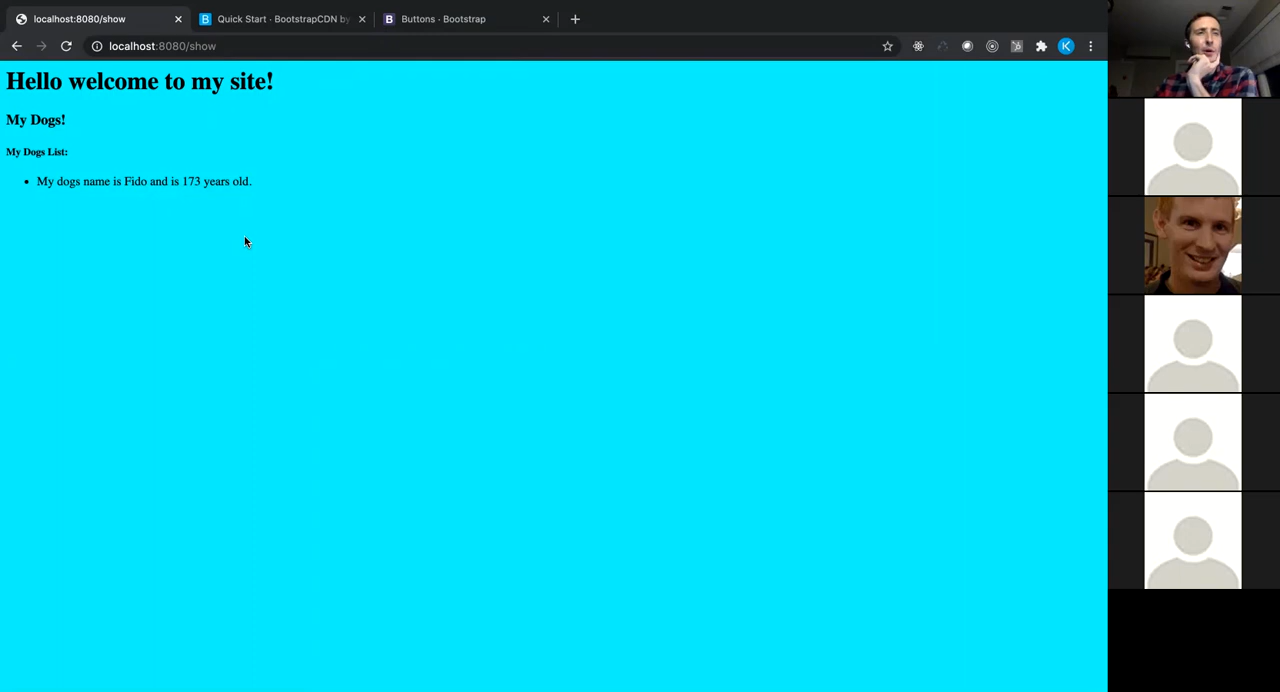 localhost:8080/show
Quick Start · BootstrapCDN by
Buttons · Bootstrap
localhost:8080/show
K
Hello welcome to my site!
My Dogs!
My Dogs List:
• My dogs name is Fido and is 173 years old.